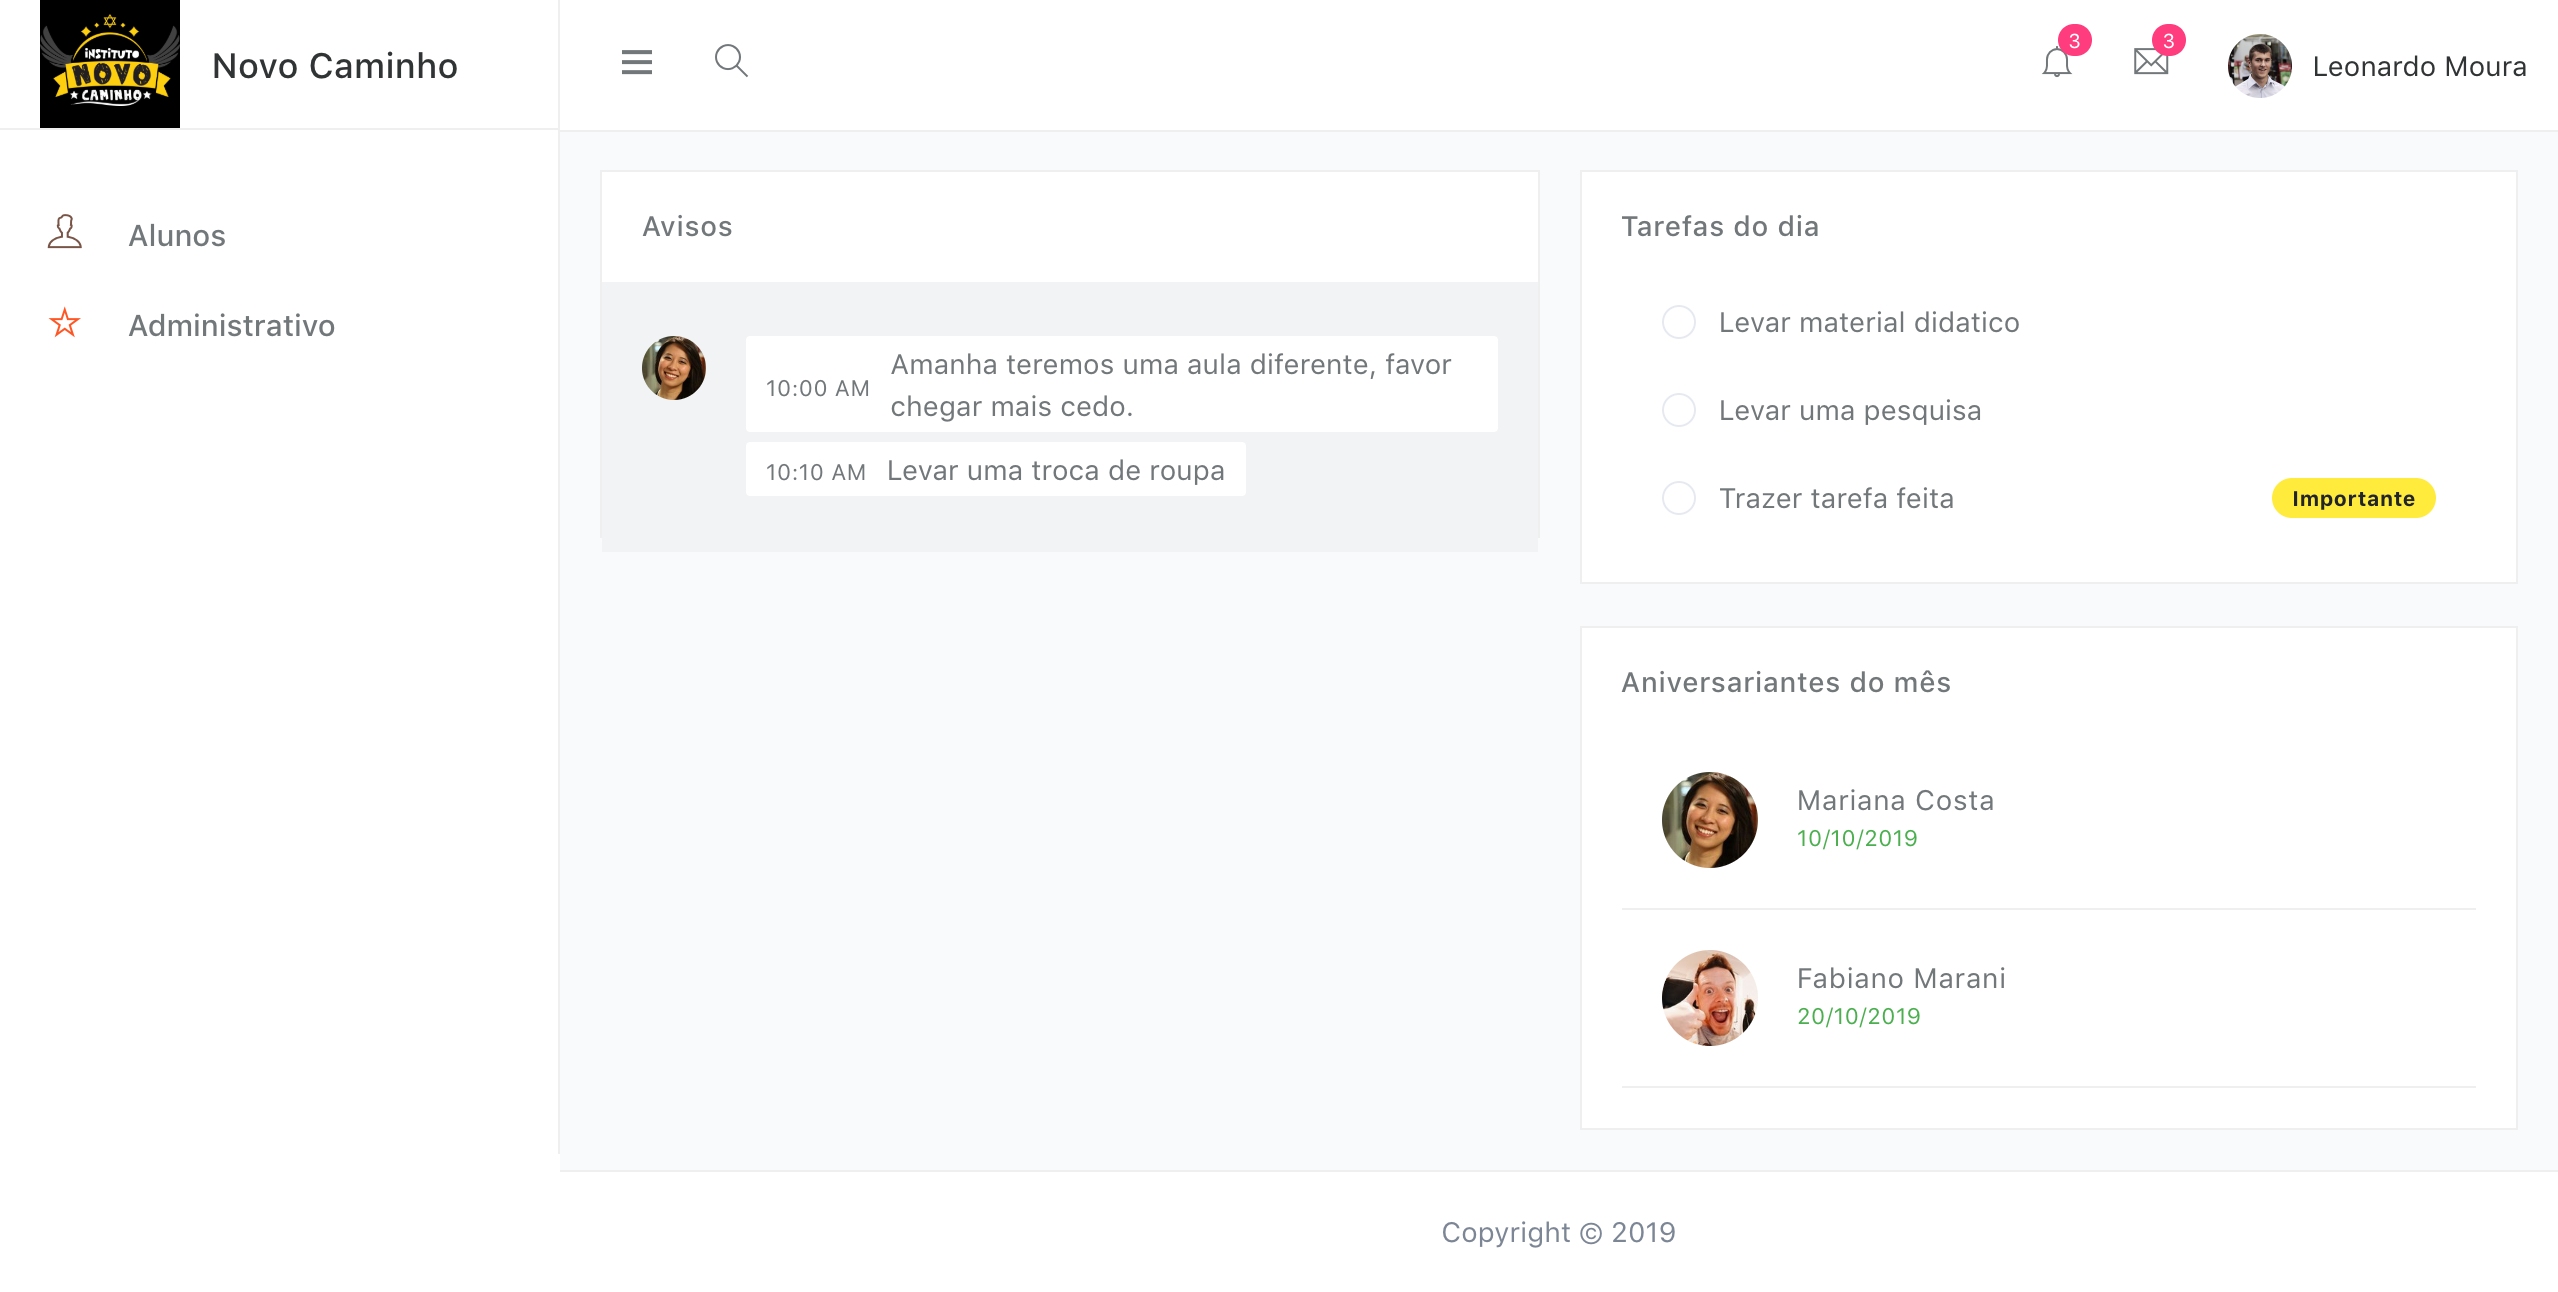 INSTITUTO
NOVO
CAMINHO
Novo Caminho
3
3
Leonardo Moura
Alunos
Administrativo
Avisos
10:00 AM
Amanha teremos uma aula diferente, favor
chegar mais cedo.
10:10 AM Levar uma troca de roupa
Tarefas do dia
Levar material didatico
Levar uma pesquisa
Trazer tarefa feita
Importante
Aniversariantes do mês
Mariana Costa
10/10/2019
Fabiano Marani
20/10/2019
Copyright © 2019